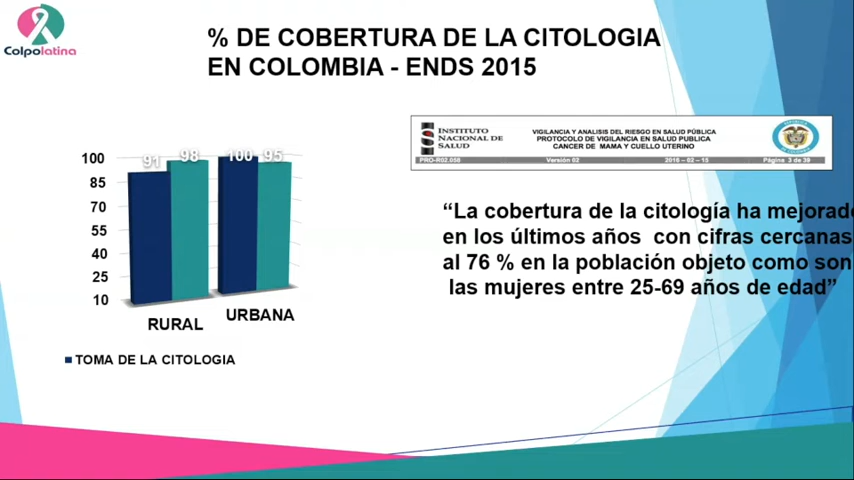 Colpolatina
% DE COBERTURA DE LA CITOLOGIA
EN COLOMBIA - ENDS 2015
91
98
100
95
100
85
70
55
40
25
10
RURAL
URBANA
TOMA DE LA CITOLOGIA
INSTITUTO
NACIONAL DE
SALUD
VIGILANCIA Y ANALISIS DEL RIESGO EN SALUD PÚBLICA
PROTOCOLO DE VIGILANCIA EN SALUD PUBLICA
CANCER DE MAMA Y CUELLO UTERINO
PRO-R02.058 Versión 02 2016 – 02 – 15 Página 3 de 39
“La cobertura de la citología ha mejorado
en los últimos años con cifras cercanas
al 76 % en la población objeto como son
las mujeres entre 25-69 años de edad”